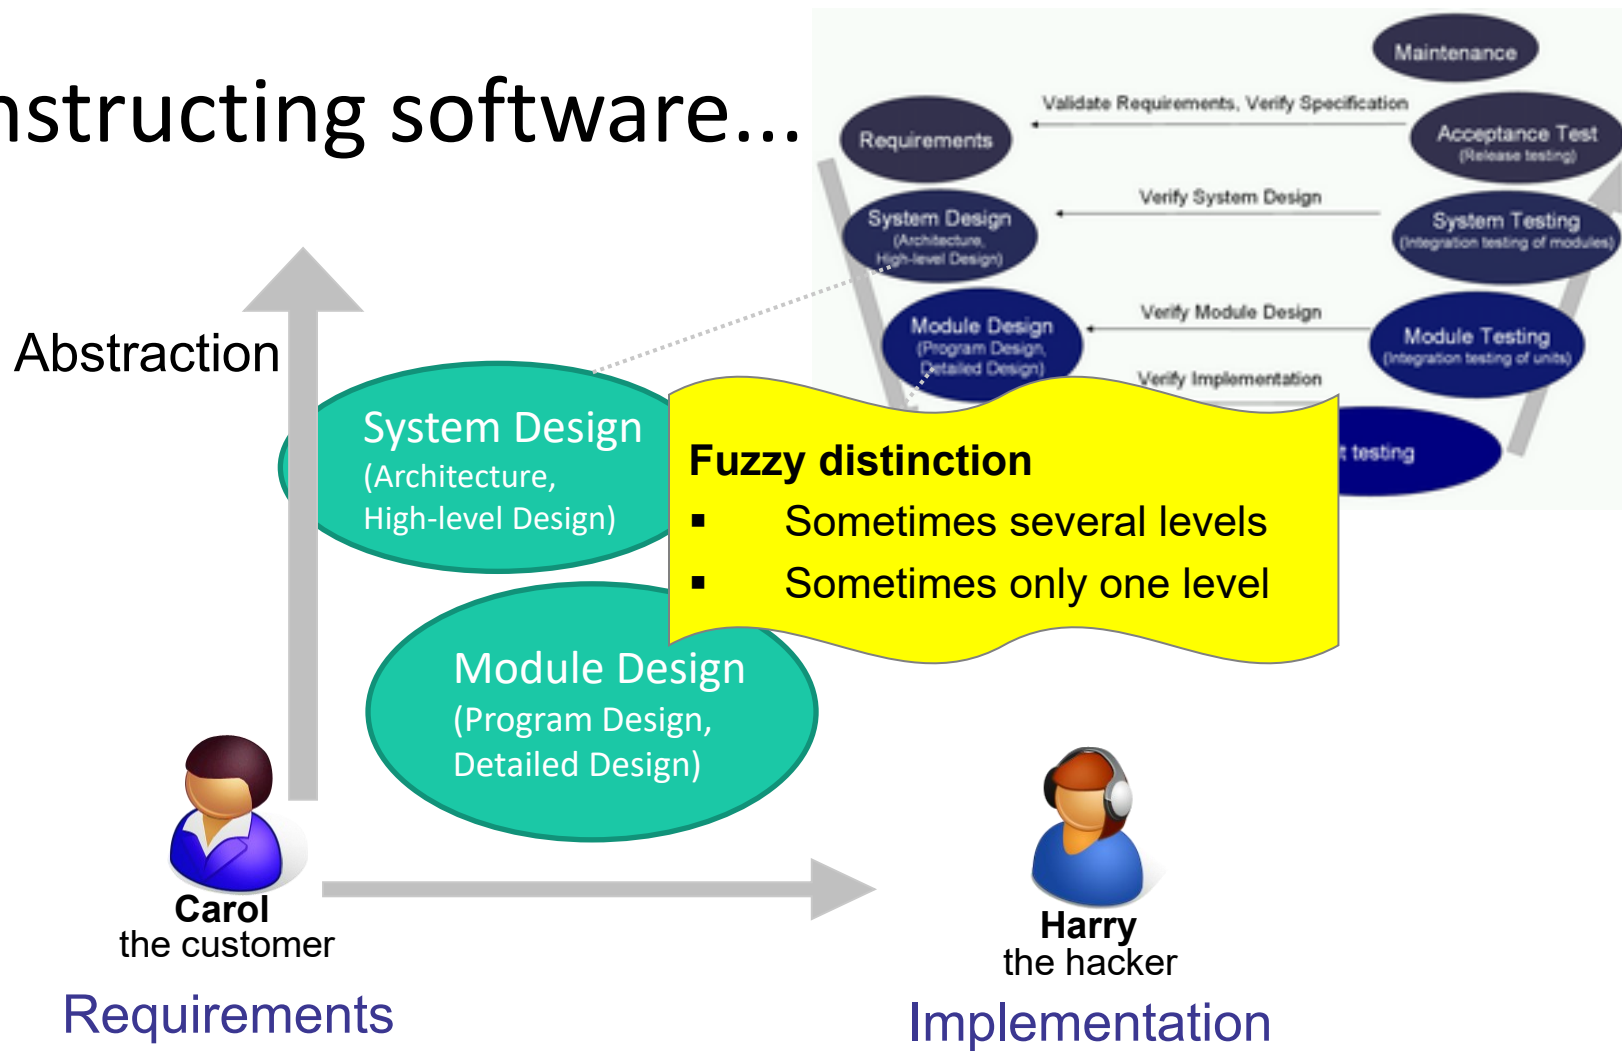 nstructing software...
Maintenance
Validate Requirements, Verify Specification
Requirements
Acceptance Test
(Release testing)
Verify System Design
System Design
(Architecture,
High-level Design)
System Testing
(Integration testing of modules)
Verify Module Design
Module Design
(Program Design,
Detailed Design)
Module Testing
(Integration testing of units)
Verify Implementation
t testing
Abstraction
System Design
(Architecture,
High-level Design)
Fuzzy distinction
▪ Sometimes several levels
▪ Sometimes only one level
Module Design
(Program Design,
Detailed Design)
Carol
the customer
Harry
the hacker
Requirements
Implementation